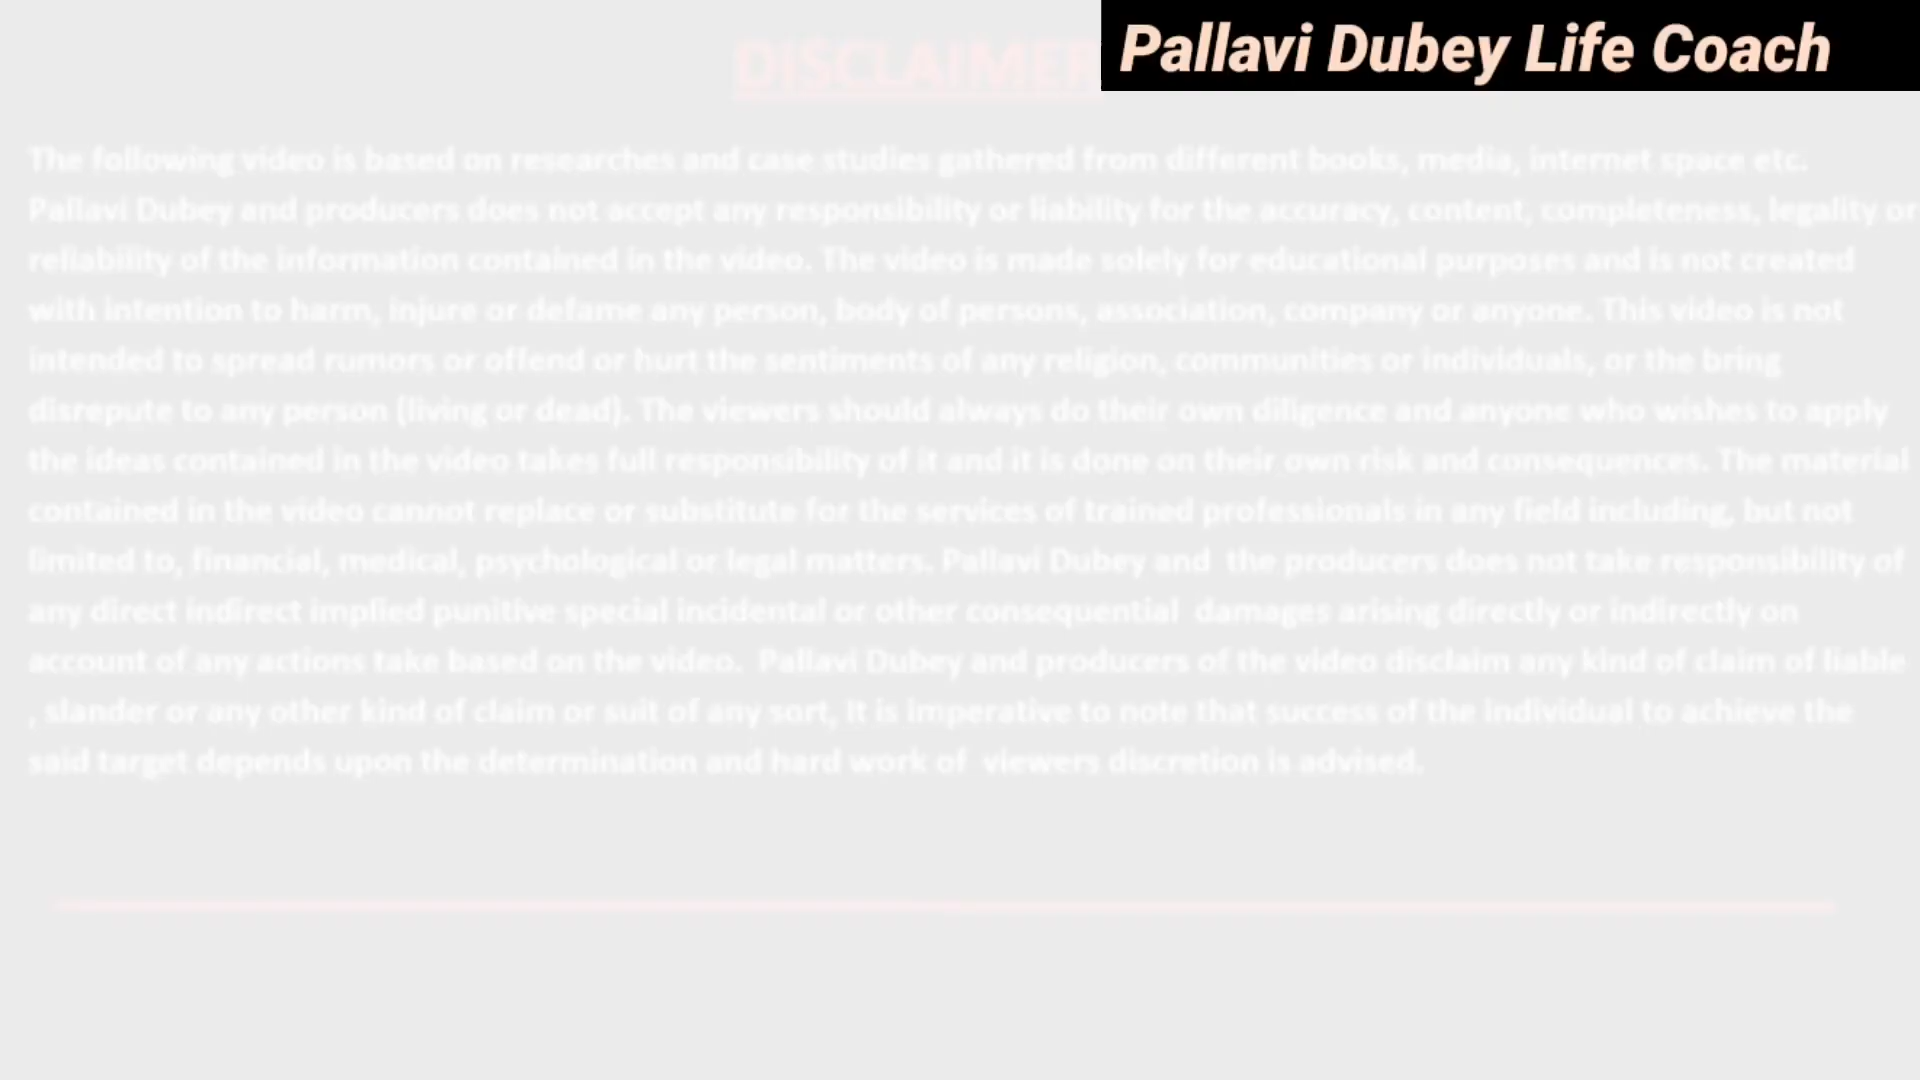 DISCLAIMER
Pallavi Dubey Life Coach
The following video is based on researches and case studies gathered from different books, media, internet space etc.
Pallavi Dubey and producers does not accept any responsibility or liability for the accuracy, content, completeness, legality or
reliability of the information contained in the video. The video is made solely for educational purposes and is not created
with intention to harm, injure or defame any person, body of persons, association, company or anyone. This video is not
intended to spread rumors or offend or hurt the sentiments of any religion, communities or individuals, or the bring
disrepute to any person (living or dead). The viewers should always do their own diligence and anyone who wishes to apply
the ideas contained in the video takes full responsibility of it and it is done on their own risk and consequences. The material
contained in the video cannot replace or substitute for the services of trained professionals in any field including, but not
limited to, financial, medical, psychological or legal matters. Pallavi Dubey and the producers does not take responsibility of
any direct indirect implied punitive special incidental or other consequential damages arising directly or indirectly on
account of any actions take based on the video. Pallavi Dubey and producers of the video disclaim any kind of claim of liable
, slander or any other kind of claim or suit of any sort, It is imperative to note that success of the individual to achieve the
said target depends upon the determination and hard work of viewers discretion is advised.